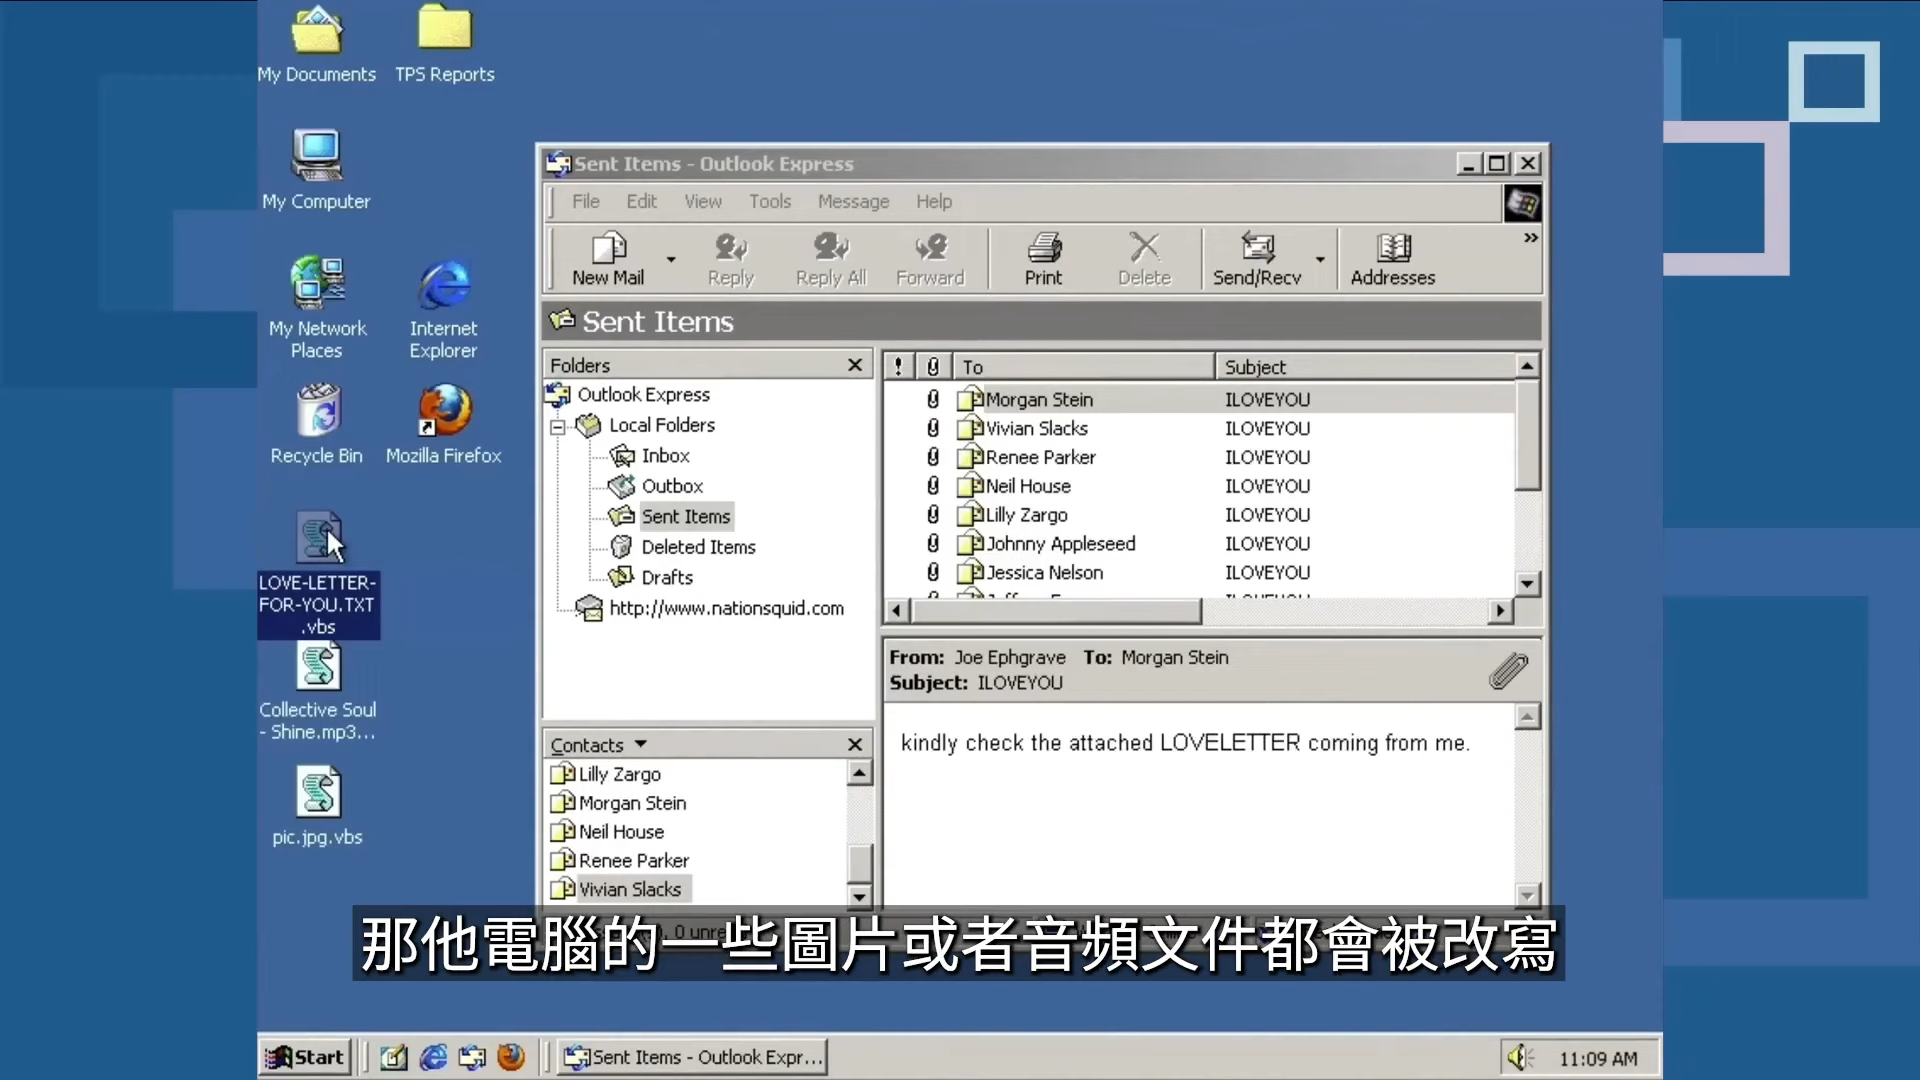 My Documents
TPS Reports
My Computer
My Network
Places
Internet
Explorer
Recycle Bin
Mozilla Firefox
LOVE-LETTER-
FOR-YOU.TXT
.vbs
Collective Soul
- Shine.mp3...
pic.jpg.vbs
Sent Items - Outlook Express
File Edit View Tools Message Help
New Mail Reply Reply All Forward Print Delete Send/Recv Addresses »
Sent Items
Folders
Outlook Express
Local Folders
Inbox
Outbox
Sent Items
Deleted Items
Drafts
http://www.nationsquid.com
! To Subject
Morgan Stein ILOVEYOU
Vivian Slacks ILOVEYOU
Renee Parker ILOVEYOU
Neil House ILOVEYOU
Lilly Zargo ILOVEYOU
Johnny Appleseed ILOVEYOU
Jessica Nelson ILOVEYOU
From: Joe Ephgrave To: Morgan Stein
Subject: ILOVEYOU
kindly check the attached LOVELETTER coming from me.
Contacts
Lilly Zargo
Morgan Stein
Neil House
Renee Parker
Vivian Slacks
那他電腦的一些圖片或者音頻文件都會被改寫
Start
Sent Items - Outlook Expr...
11:09 AM